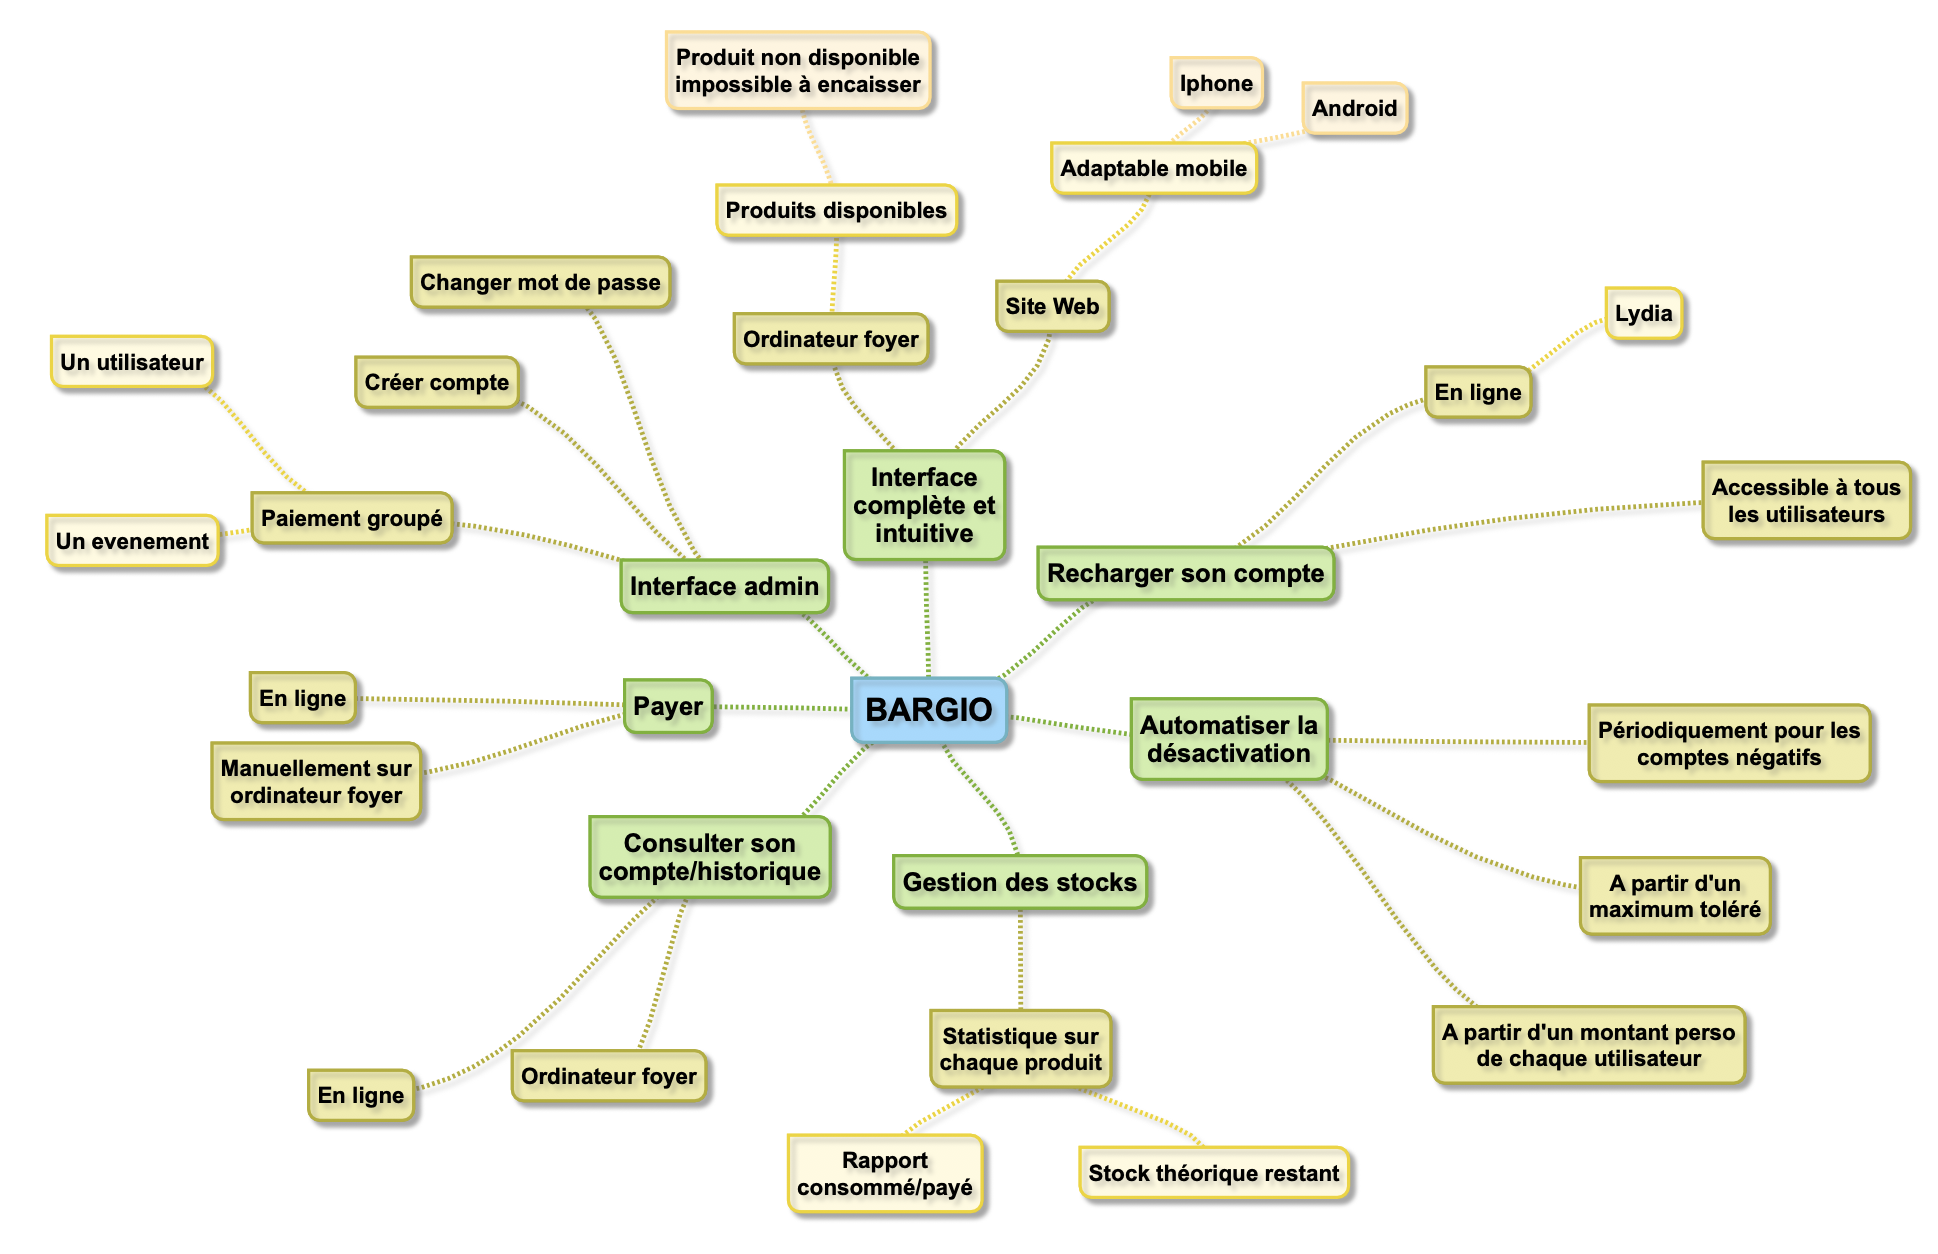 Produit non disponible
impossible à encaisser
Iphone
Android
Adaptable mobile
Produits disponibles
Changer mot de passe
Site Web
Lydia
Ordinateur foyer
Un utilisateur
Créer compte
En ligne
Interface
complète et
intuitive
Accessible à tous
les utilisateurs
Paiement groupé
Un evenement
Interface admin
Recharger son compte
En ligne
Payer
BARGIO
Automatiser la
désactivation
Périodiquement pour les
comptes négatifs
Manuellement sur
ordinateur foyer
Consulter son
compte/historique
Gestion des stocks
A partir d'un
maximum toléré
Statistique sur
chaque produit
A partir d'un montant perso
de chaque utilisateur
En ligne
Ordinateur foyer
Rapport
consommé/payé
Stock théorique restant